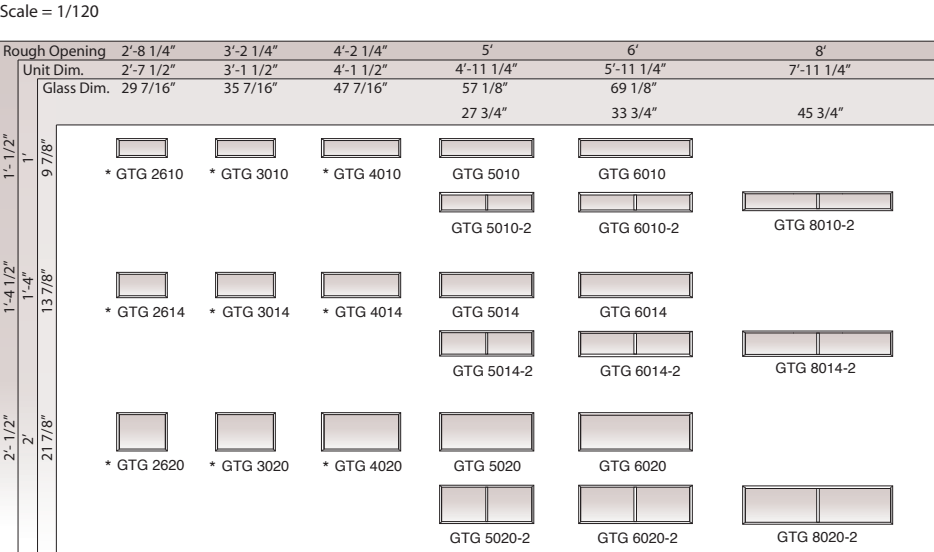 Scale = 1/120
Rough Opening 2′-8 1/4″ 3′-2 1/4″ 4′-2 1/4″ 5′ 6′ 8′
Unit Dim. 2′-7 1/2″ 3′-1 1/2″ 4′-1 1/2″ 4′-11 1/4″ 5′-11 1/4″ 7′-11 1/4″
Glass Dim. 29 7/16″ 35 7/16″ 47 7/16″ 57 1/8″ 69 1/8″
27 3/4″ 33 3/4″ 45 3/4″
1′- 1/2″ 1′ 9 7/8″
* GTG 2610 * GTG 3010 * GTG 4010 GTG 5010 GTG 6010
GTG 5010-2 GTG 6010-2 GTG 8010-2
1′-4 1/2″ 1′-4″ 13 7/8″
* GTG 2614 * GTG 3014 * GTG 4014 GTG 5014 GTG 6014
GTG 5014-2 GTG 6014-2 GTG 8014-2
2′- 1/2″ 2′ 21 7/8″
* GTG 2620 * GTG 3020 * GTG 4020 GTG 5020 GTG 6020
GTG 5020-2 GTG 6020-2 GTG 8020-2